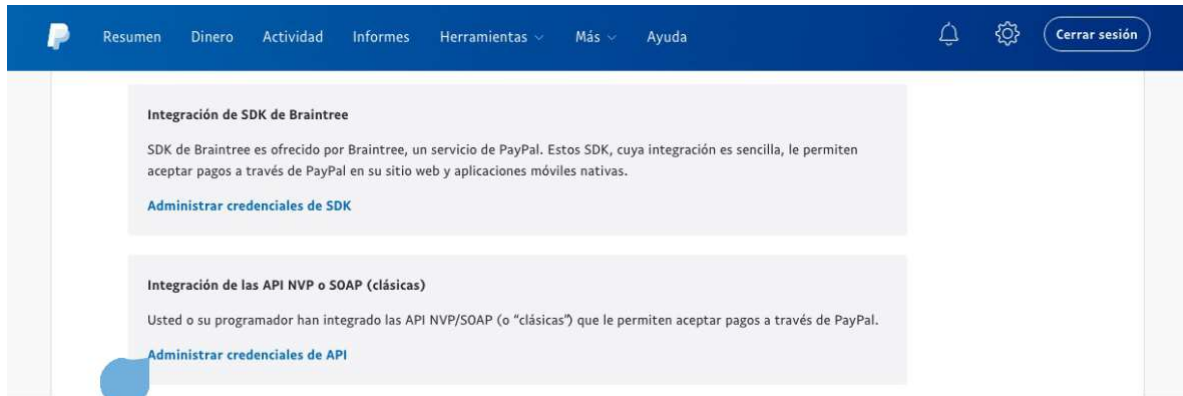 Resumen Dinero Actividad Informes Herramientas Más Ayuda Cerrar sesión
Integración de SDK de Braintree
SDK de Braintree es ofrecido por Braintree, un servicio de PayPal. Estos SDK, cuya integración es sencilla, le permiten
aceptar pagos a través de PayPal en su sitio web y aplicaciones móviles nativas.
Administrar credenciales de SDK
Integración de las API NVP o SOAP (clásicas)
Usted o su programador han integrado las API NVP/SOAP (o “clásicas”) que le permiten aceptar pagos a través de PayPal.
Administrar credenciales de API